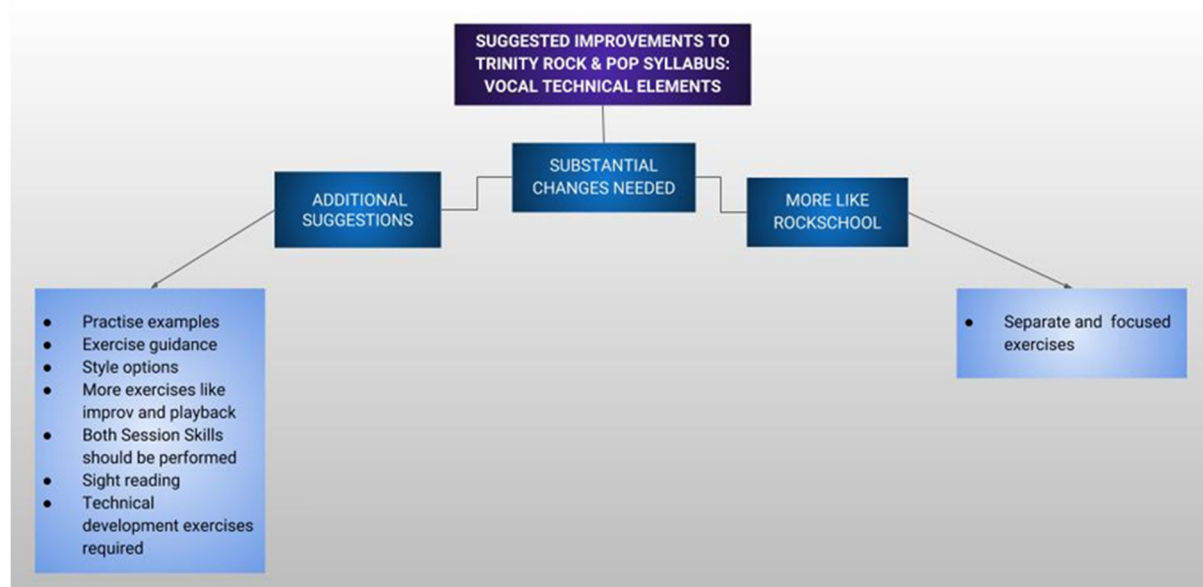 SUGGESTED IMPROVEMENTS TO
TRINITY ROCK & POP SYLLABUS:
VOCAL TECHNICAL ELEMENTS
SUBSTANTIAL
CHANGES NEEDED
ADDITIONAL
SUGGESTIONS
MORE LIKE
ROCKSCHOOL
● Practise examples
● Exercise guidance
● Style options
● More exercises like
improv and playback
● Both Session Skills
should be performed
● Sight reading
● Technical
development exercises
required
● Separate and focused
exercises